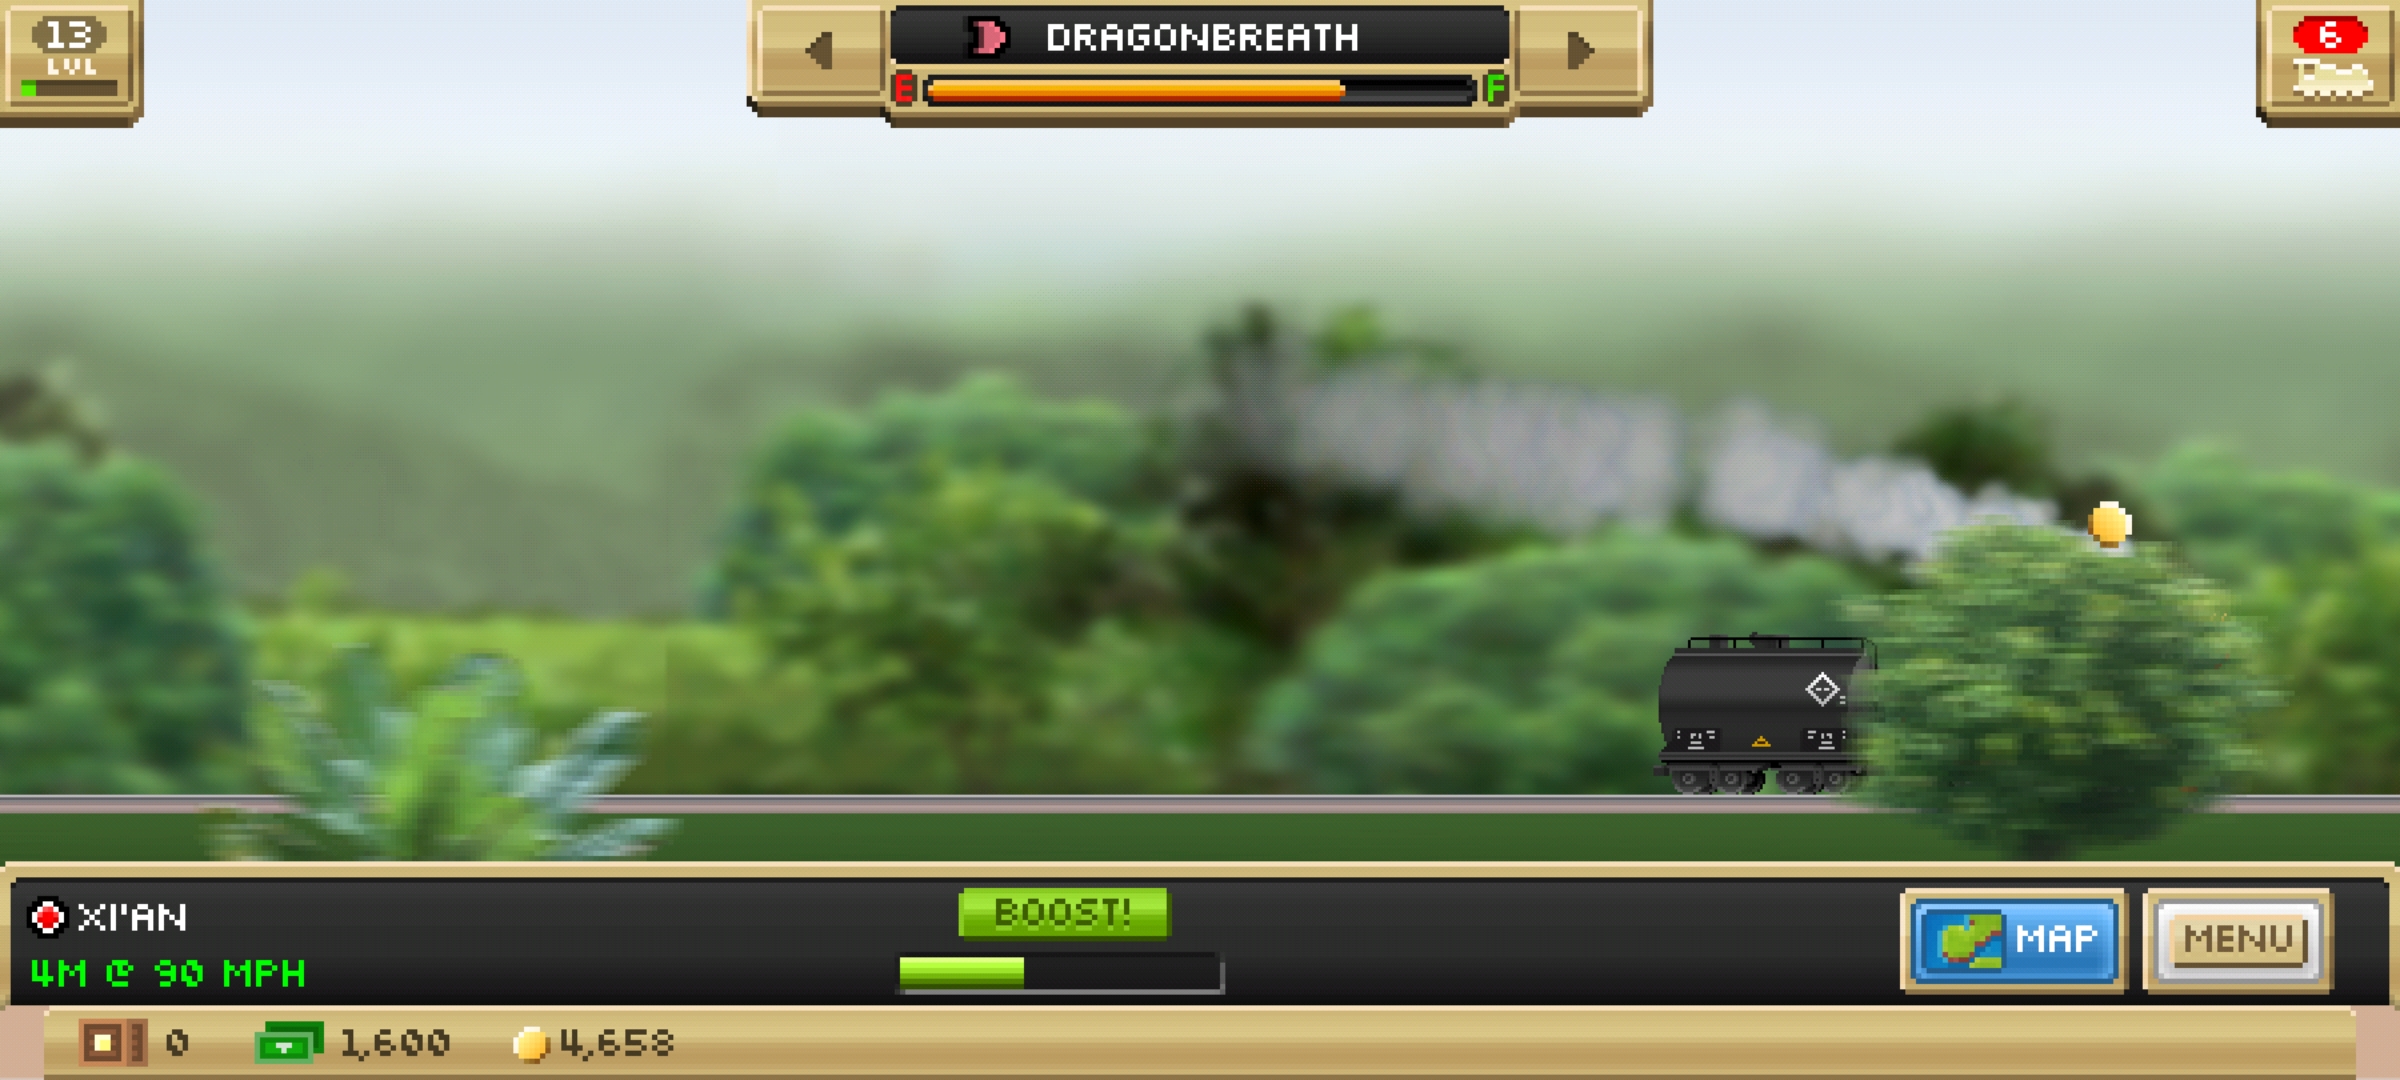 13
LVL
DRAGONBREATH
E F
6
XI'AN
BOOST!
4M @ 90 MPH
MAP
MENU
0 1,600 4,658